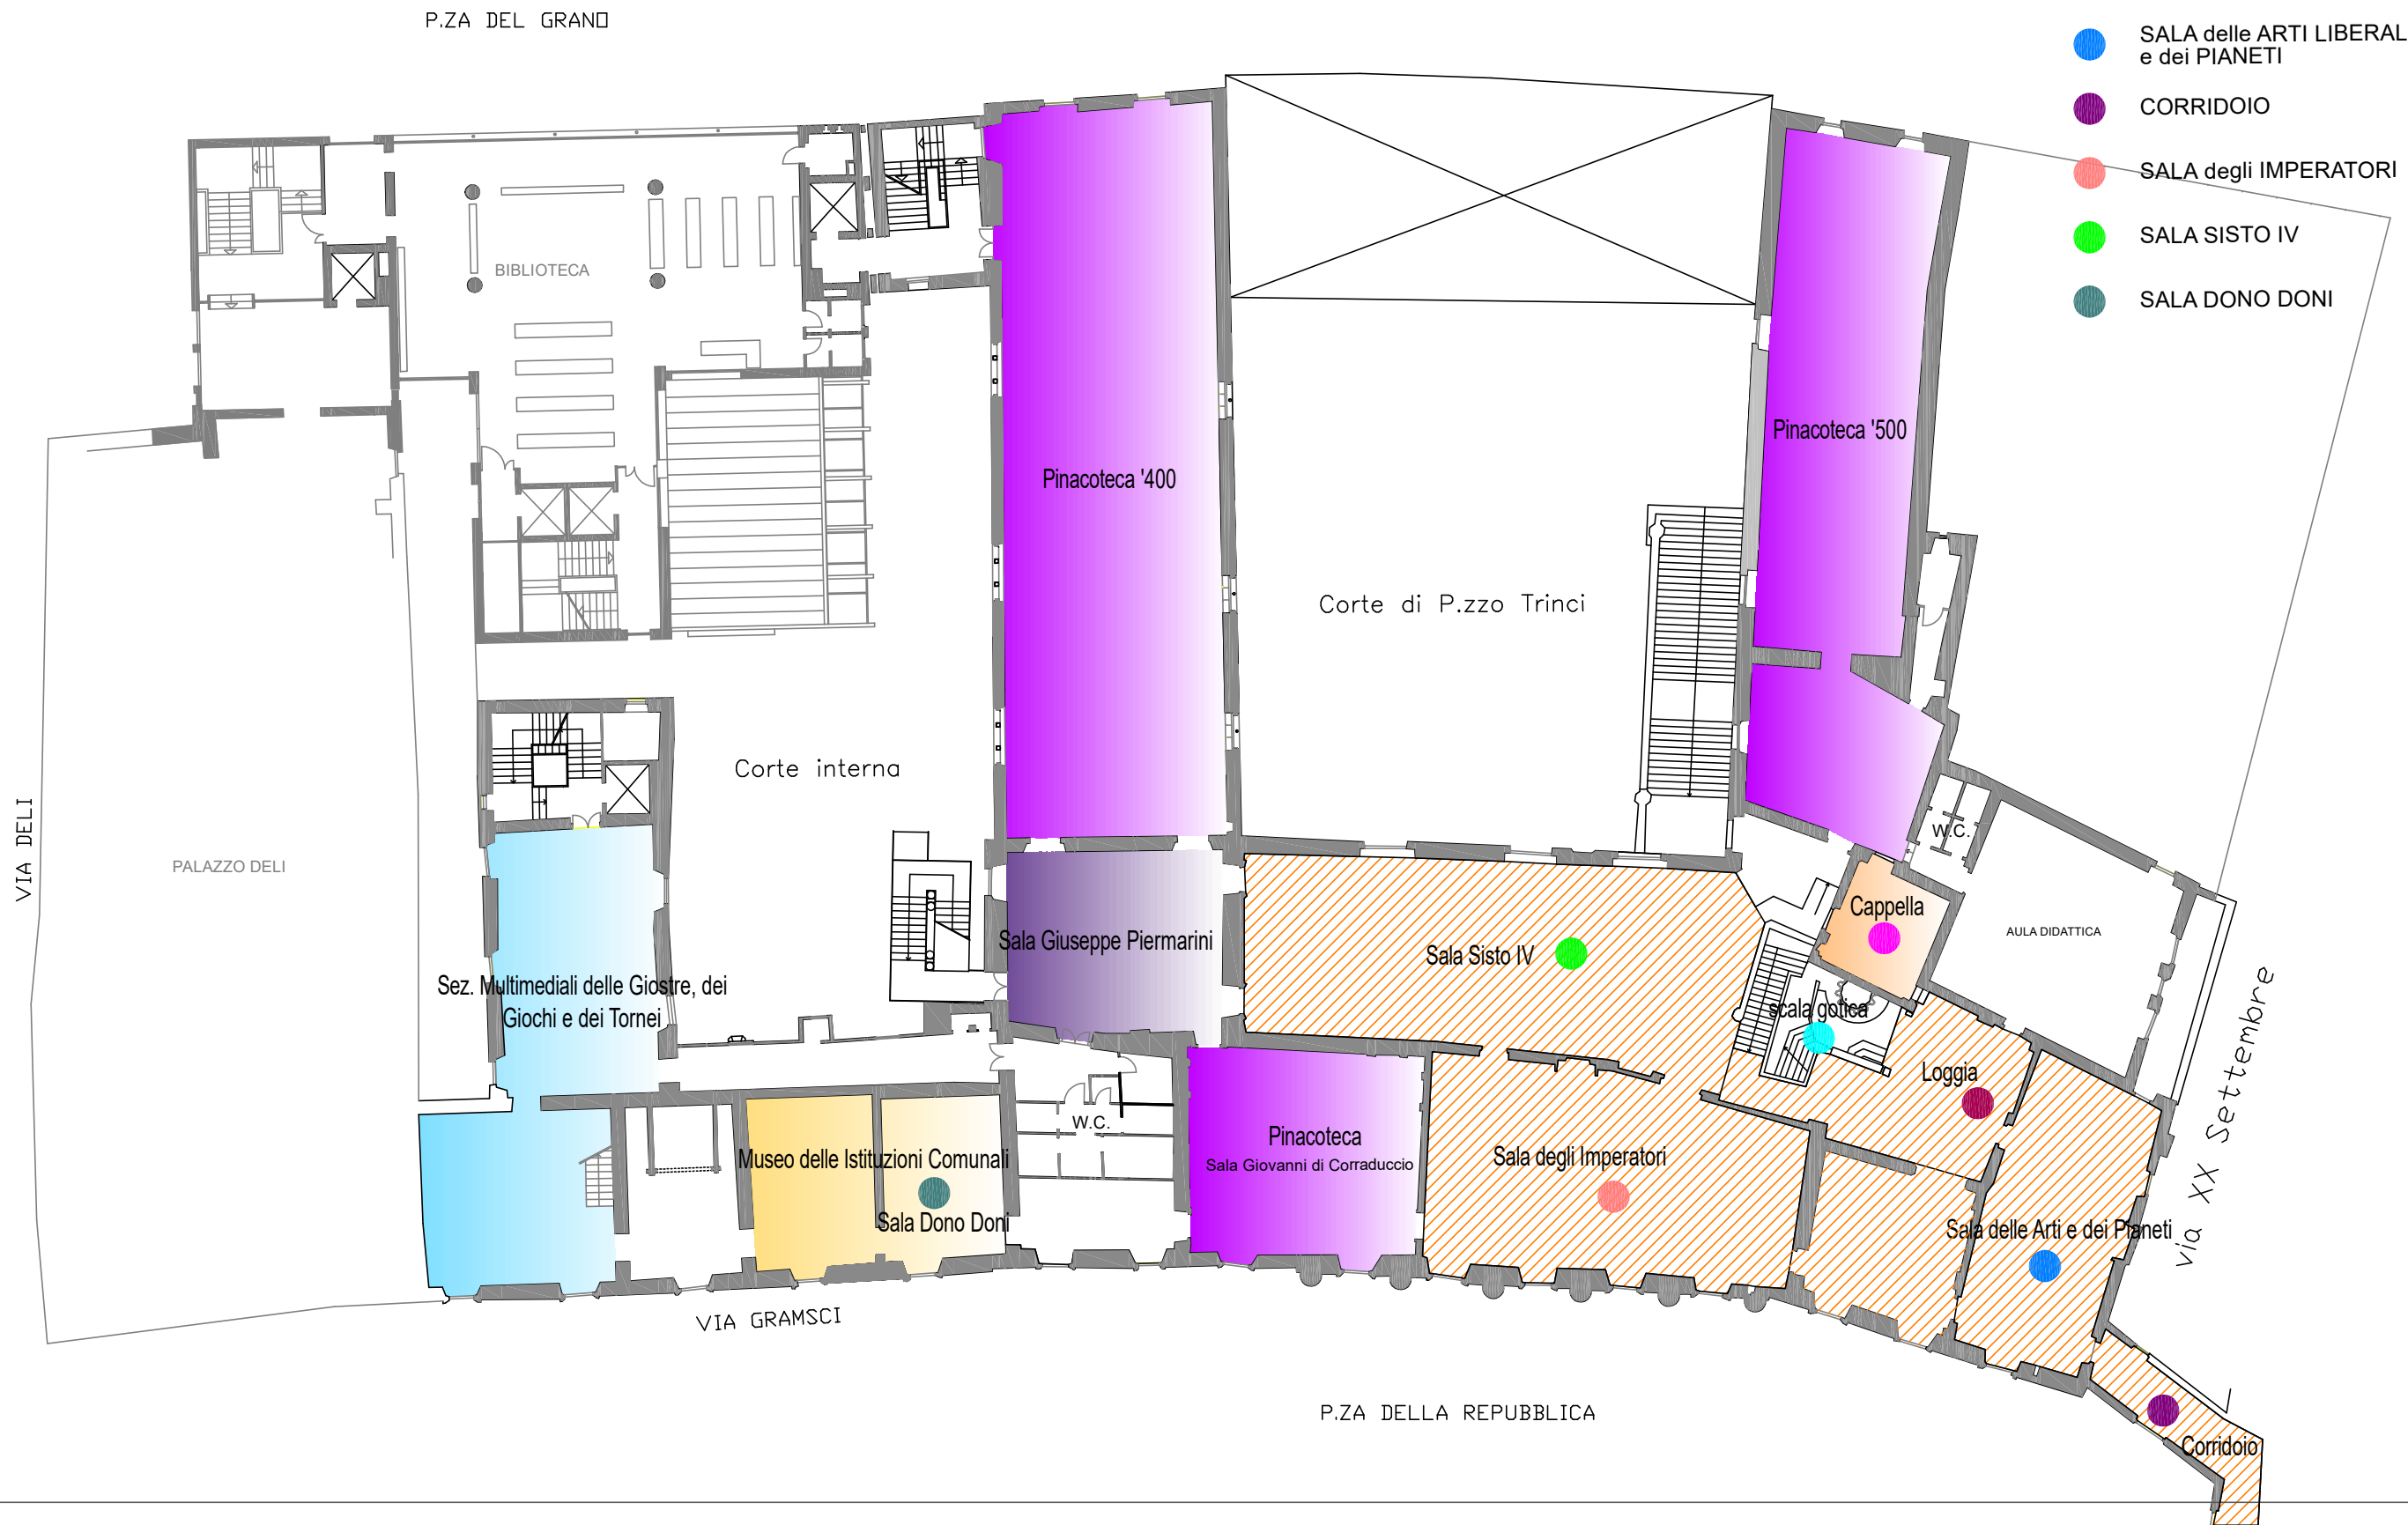 P.ZA DEL GRANO
SALA delle ARTI LIBERAL
e dei PIANETI
CORRIDOIO
SALA degli IMPERATORI
SALA SISTO IV
SALA DONO DONI
BIBLIOTECA
Pinacoteca '400
Pinacoteca '500
Corte di P.zzo Trinci
Corte interna
VIA DELI
PALAZZO DELI
W.C.
Cappella
AULA DIDATTICA
Sala Giuseppe Piermarini
Sala Sisto IV
Sez. Multimediali delle Giostre, dei
Giochi e dei Tornei
scala gotica
Loggia
via XX Settembre
W.C.
Pinacoteca
Sala Giovanni di Corraduccio
Museo delle Istituzioni Comunali
Sala degli Imperatori
Sala Dono Doni
Sala delle Arti e dei Pianeti
VIA GRAMSCI
P.ZA DELLA REPUBBLICA
Corridoio